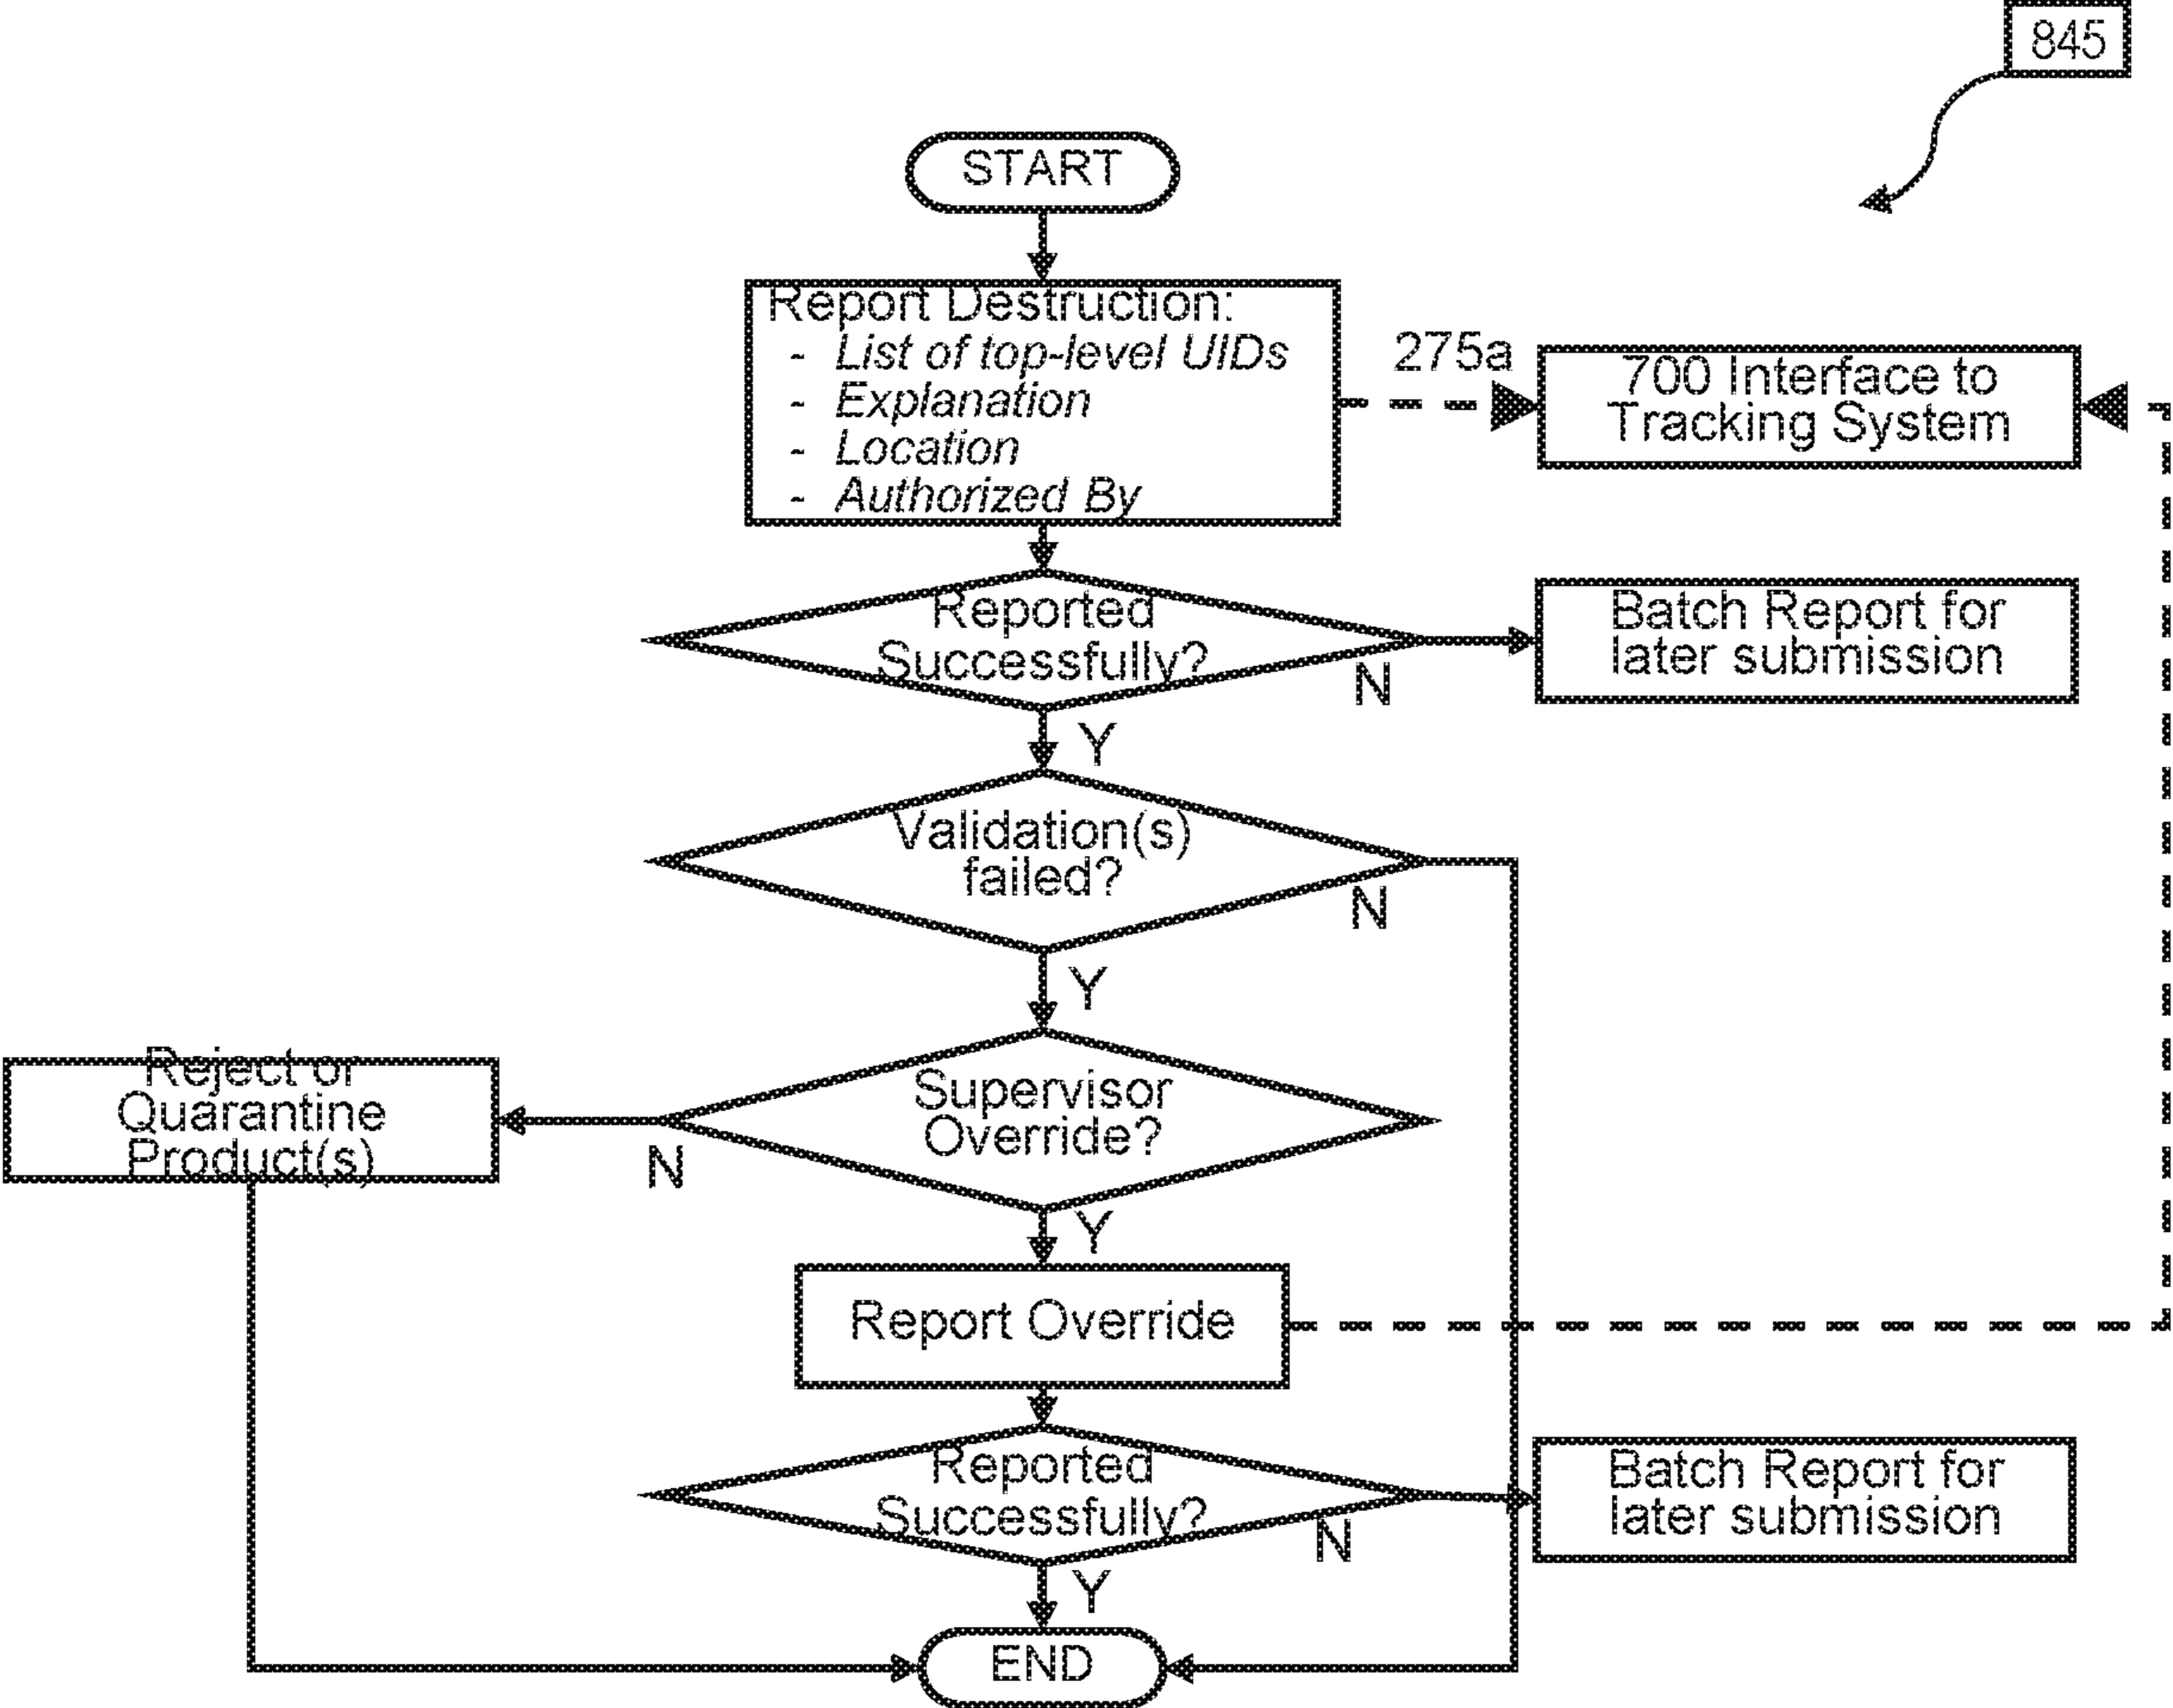 845
START
Report Destruction:
- List of top-level UIDs
- Explanation
- Location
- Authorized By
275a
700 Interface to
Tracking System
Reported
Successfully?
N
Batch Report for
later submission
Y
Validation(s)
failed?
N
Y
Supervisor
Override?
N
Reject or
Quarantine
Product(s)
Y
Report Override
Reported
Successfully?
N
Batch Report for
later submission
Y
END